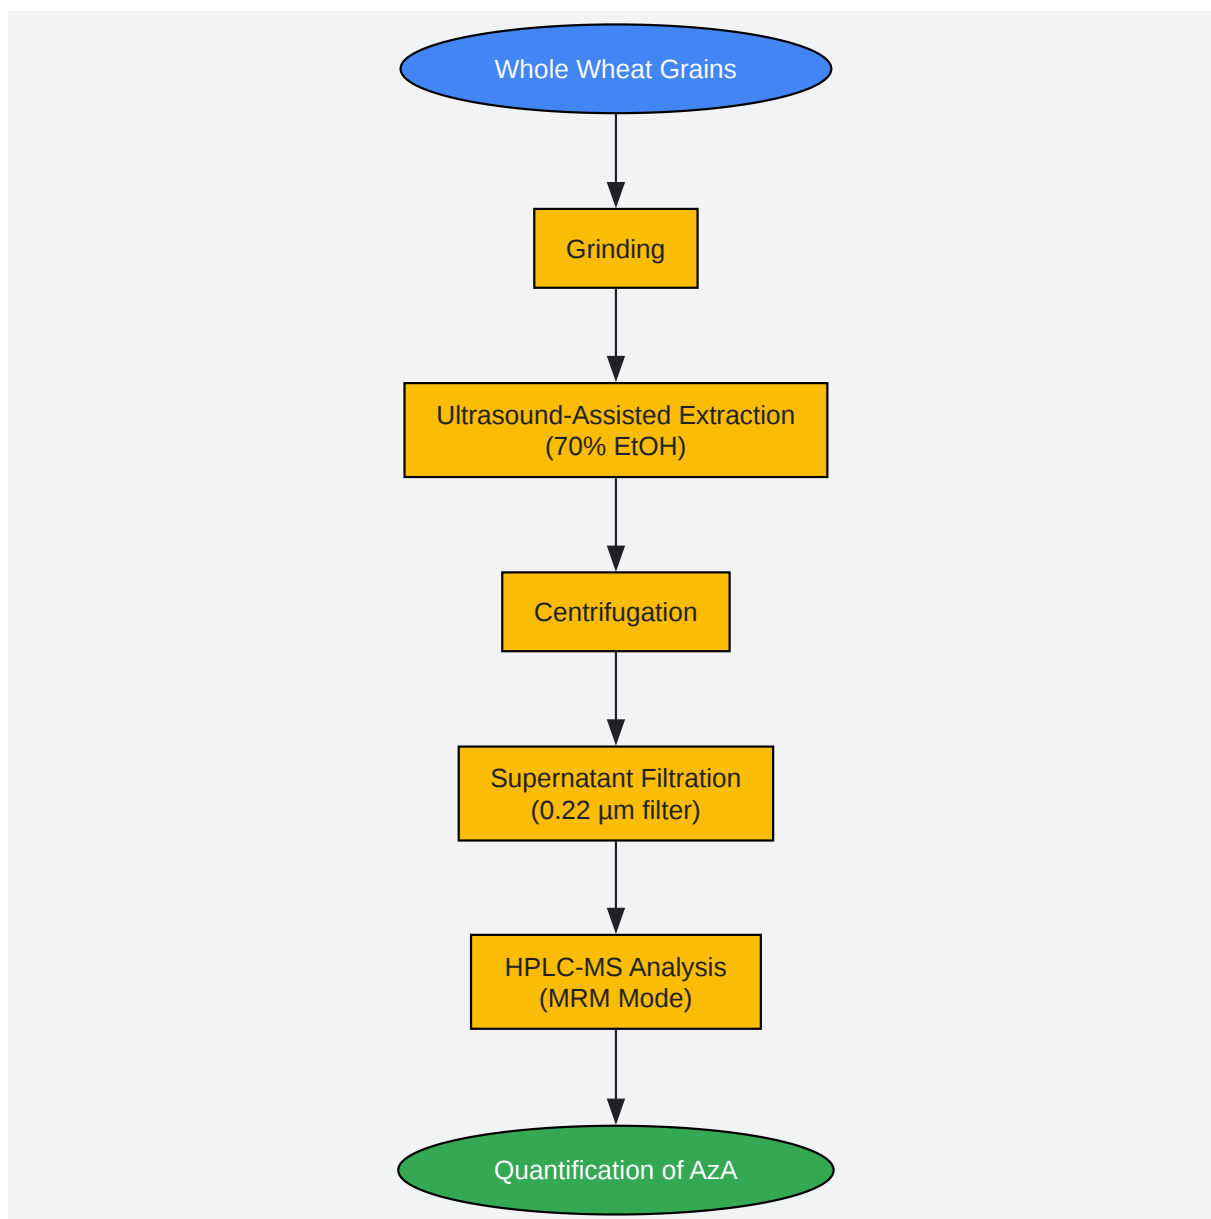 Whole Wheat Grains
Grinding
Ultrasound-Assisted Extraction
(70% EtOH)
Centrifugation
Supernatant Filtration
(0.22 µm filter)
HPLC-MS Analysis
(MRM Mode)
Quantification of AzA